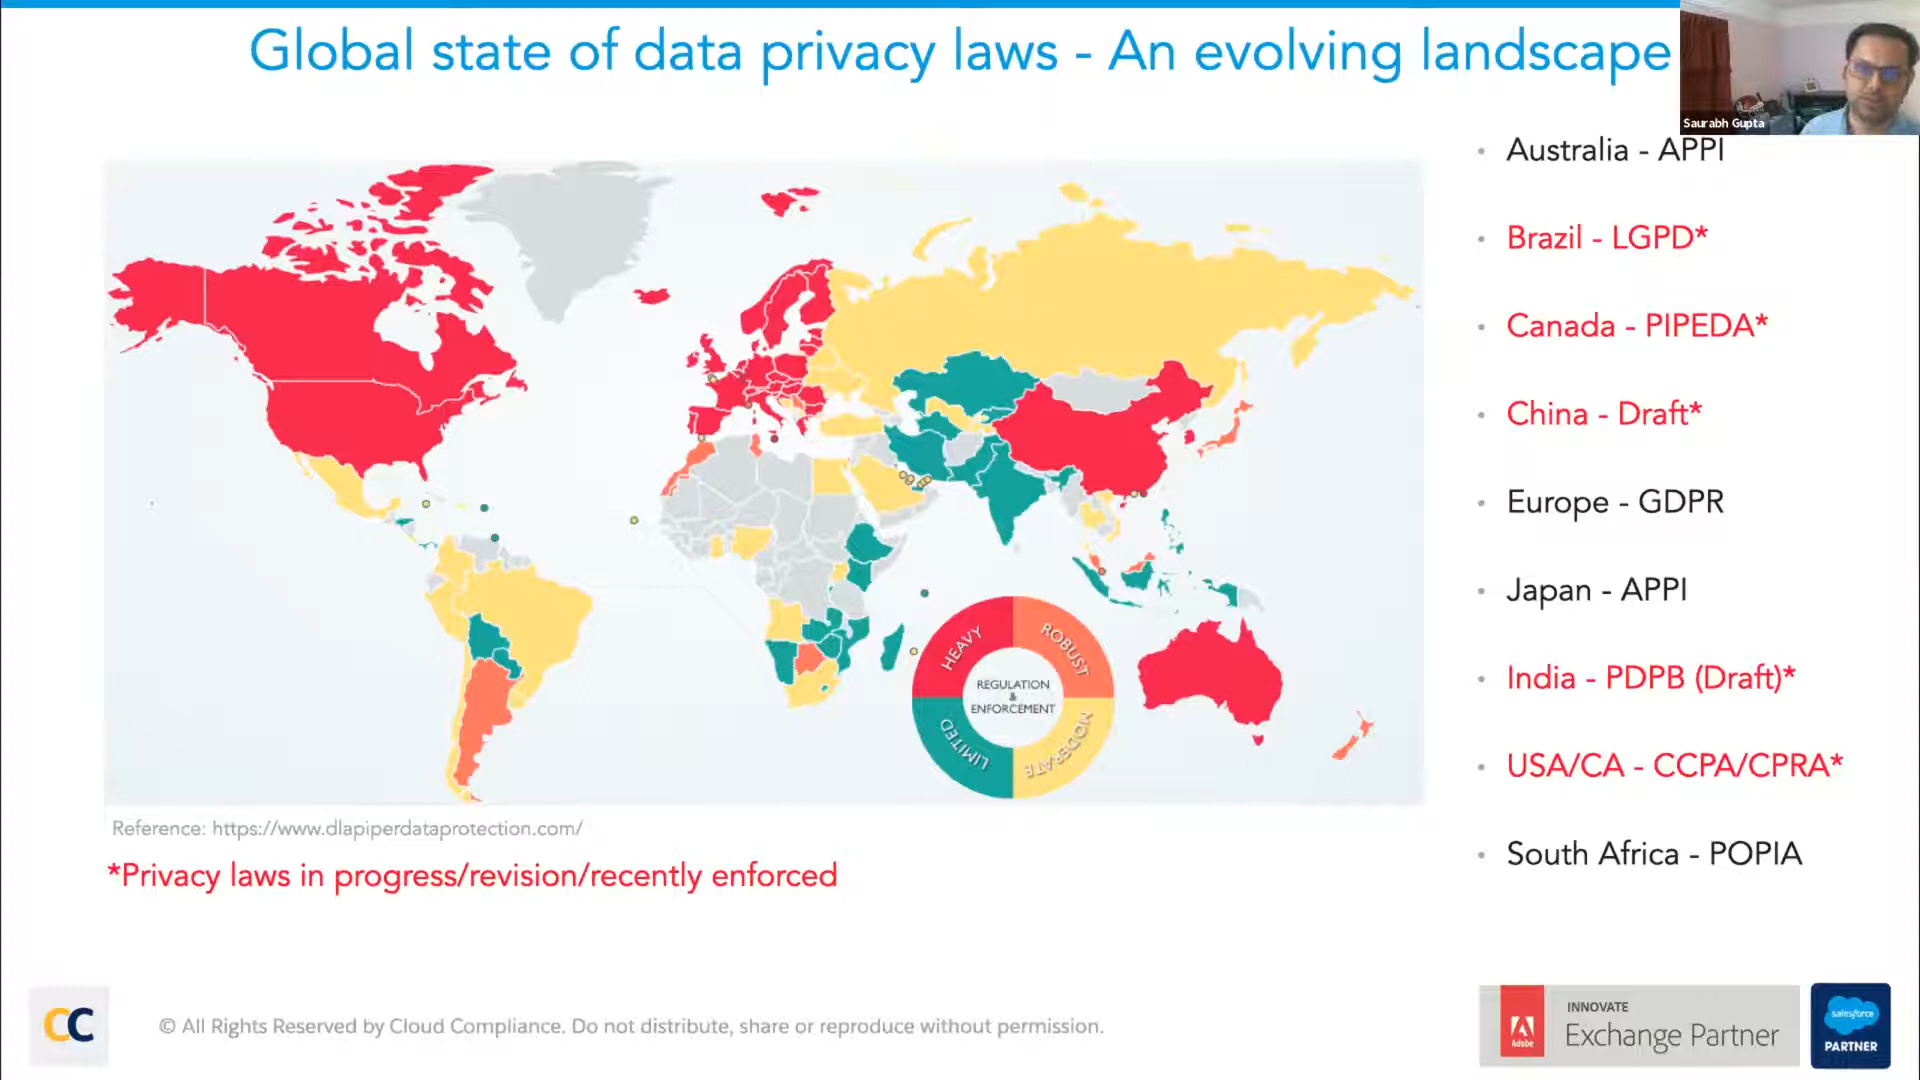 Global state of data privacy laws - An evolving landscape
Saurabh Gupta
• Australia - APPI
• Brazil - LGPD*
• Canada - PIPEDA*
• China - Draft*
• Europe - GDPR
• Japan - APPI
• India - PDPB (Draft)*
• USA/CA - CCPA/CPRA*
• South Africa - POPIA
HEAVY
ROBUST
REGULATION
&
ENFORCEMENT
LIMITED
MODERATE
Reference: https://www.dlapiperdataprotection.com/
*Privacy laws in progress/revision/recently enforced
CC
© All Rights Reserved by Cloud Compliance. Do not distribute, share or reproduce without permission.
Adobe
INNOVATE
Exchange Partner
salesforce
PARTNER